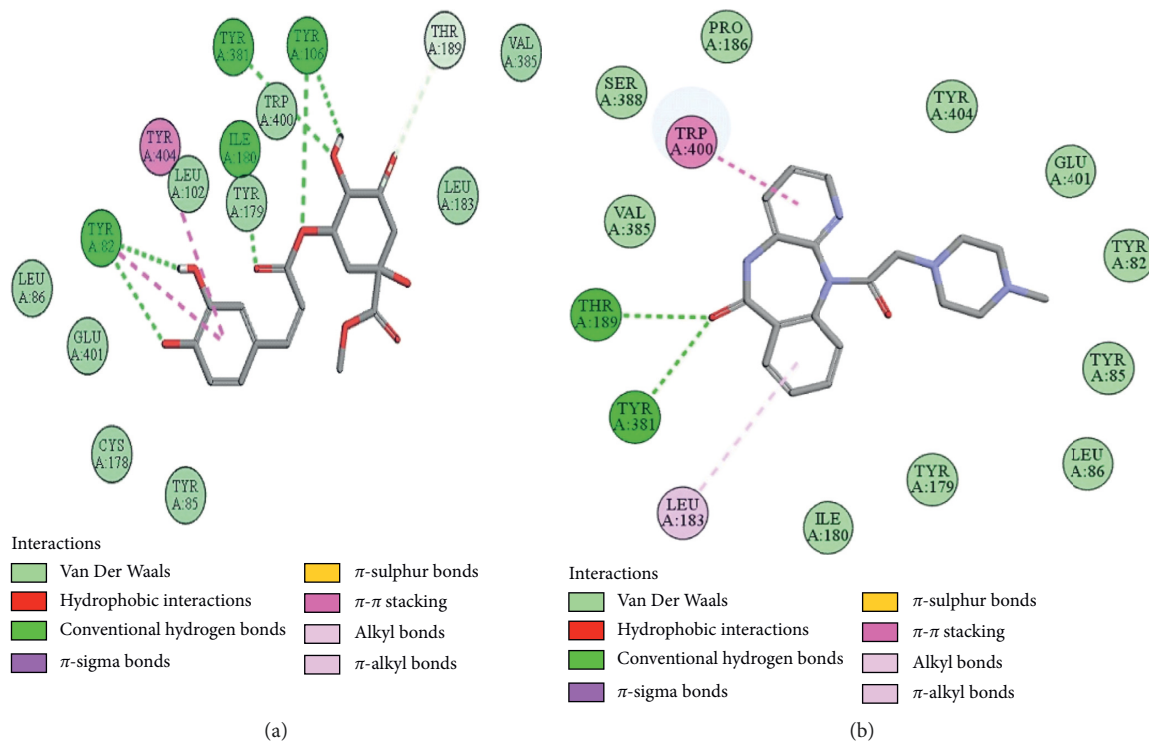 TYR
A:381
TYR
A:106
THR
A:189
VAL
A:385
TRP
A:400
TYR
A:404
ILE
A:180
LEU
A:102
TYR
A:179
LEU
A:183
TYR
A:82
LEU
A:86
GLU
A:401
CYS
A:178
TYR
A:85
Interactions
Van Der Waals
Hydrophobic interactions
Conventional hydrogen bonds
π-sigma bonds
π-sulphur bonds
π-π stacking
Alkyl bonds
π-alkyl bonds
(a)
PRO
A:186
SER
A:388
TYR
A:404
TRP
A:400
GLU
A:401
VAL
A:385
TYR
A:82
THR
A:189
TYR
A:85
TYR
A:381
LEU
A:86
TYR
A:179
LEU
A:183
ILE
A:180
Interactions
Van Der Waals
Hydrophobic interactions
Conventional hydrogen bonds
π-sigma bonds
π-sulphur bonds
π-π stacking
Alkyl bonds
π-alkyl bonds
(b)